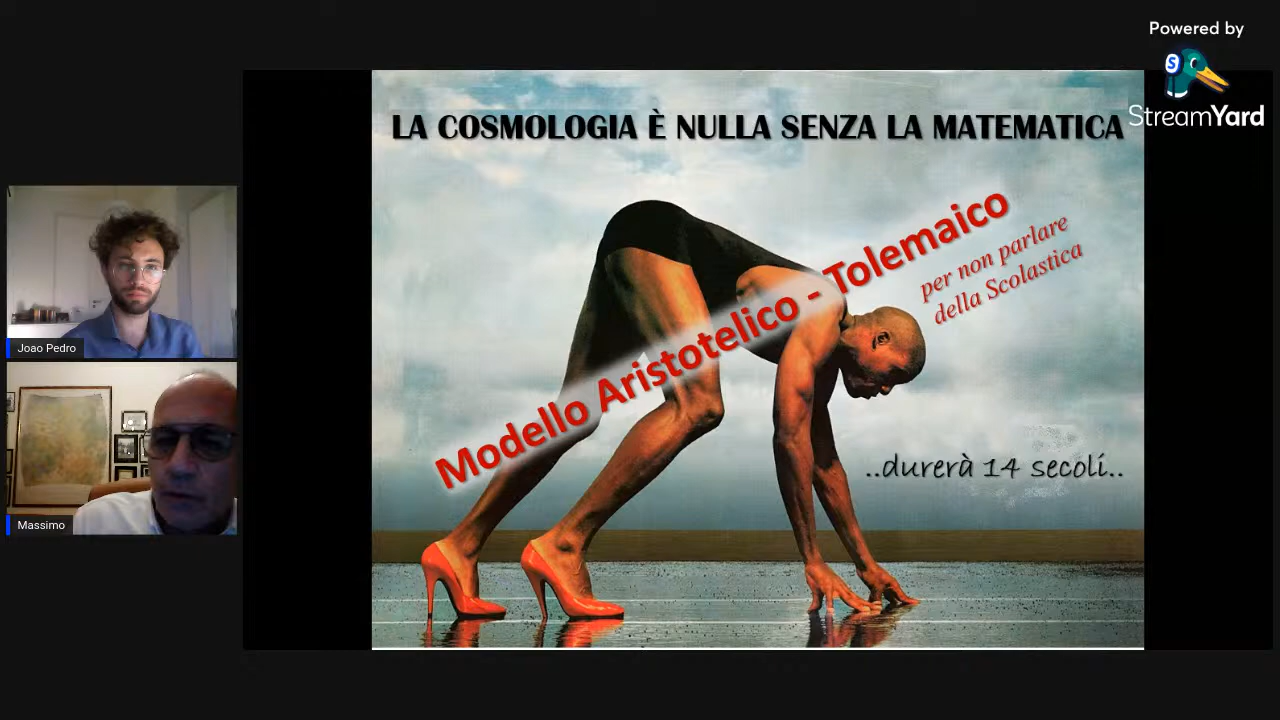 Powered by
StreamYard
LA COSMOLOGIA È NULLA SENZA LA MATEMATICA
Modello Aristotelico - Tolemaico
per non parlare
della Scolastica
..durerà 14 secoli..
Joao Pedro
Massimo